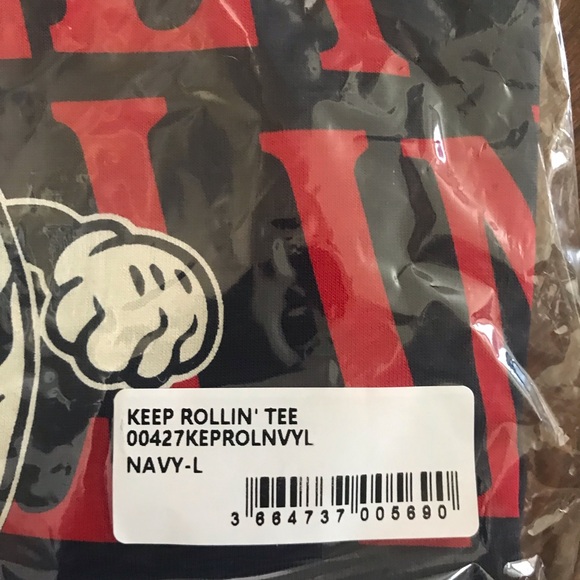 KEEP ROLLIN' TEE
00427KEPROLNVYL
NAVY-L
3 664737 005690